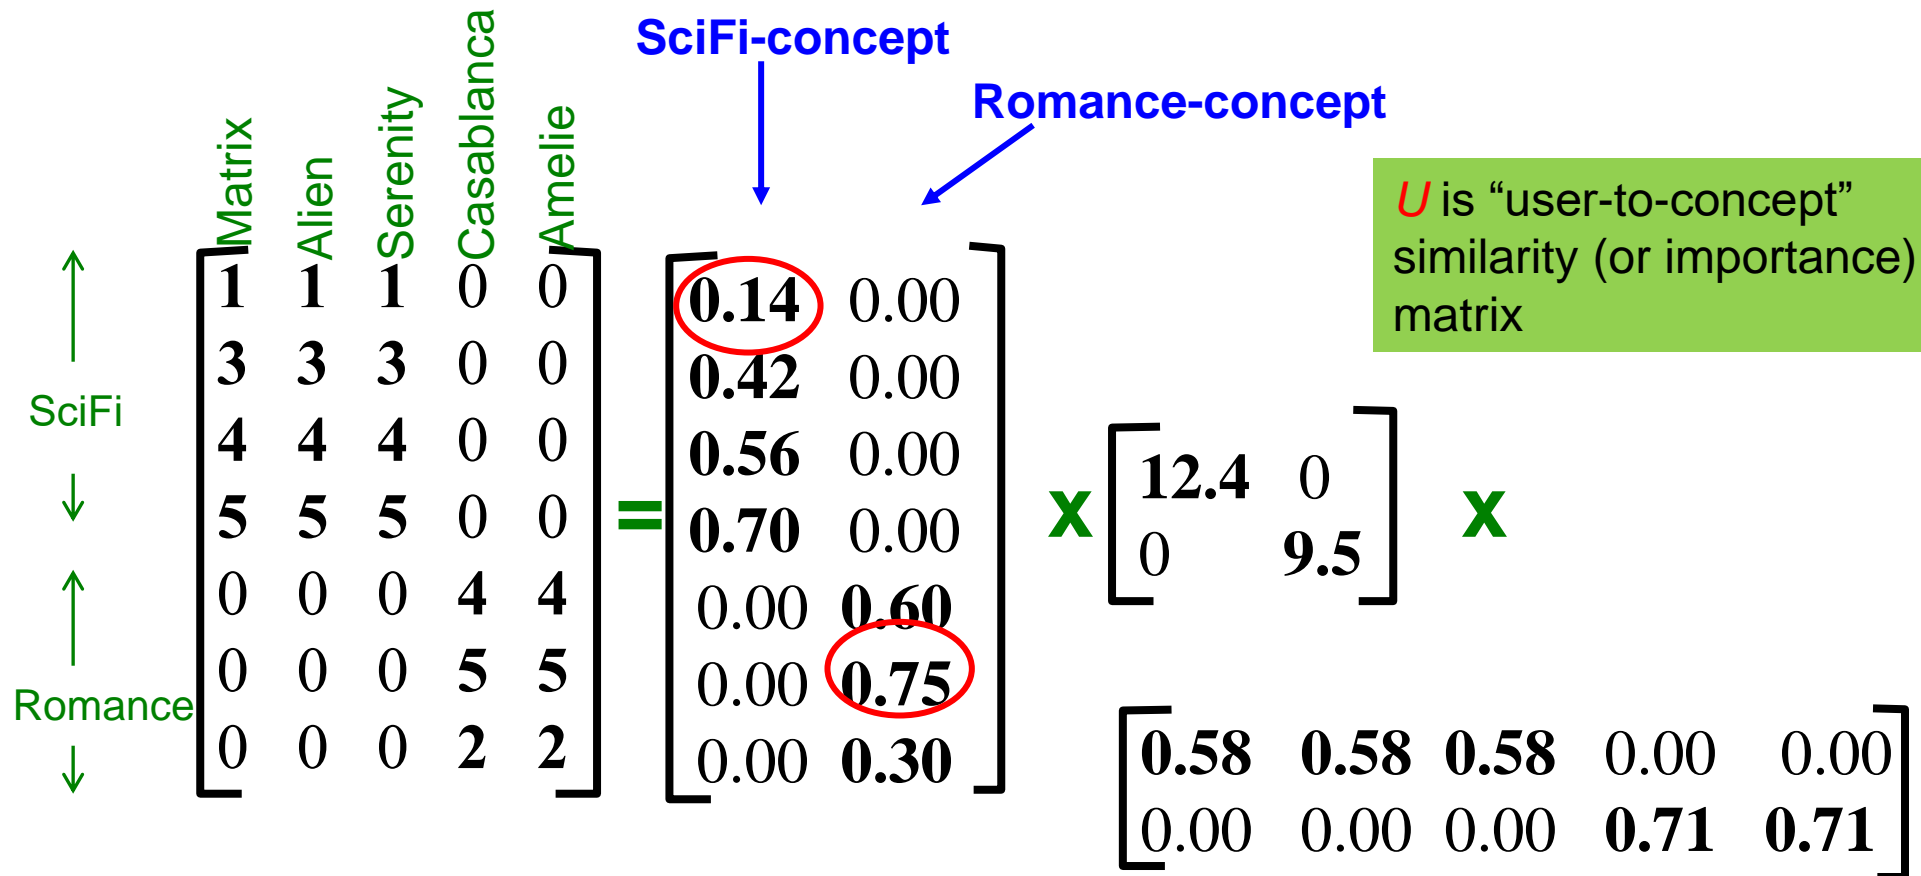 SciFi-concept
Romance-concept
Matrix
Alien
Serenity
Casablanca
Amelie
U is “user-to-concept”
similarity (or importance)
matrix
SciFi
Romance
1 1 1 0 0
3 3 3 0 0
4 4 4 0 0
5 5 5 0 0
0 0 0 4 4
0 0 0 5 5
0 0 0 2 2
=
0.14 0.00
0.42 0.00
0.56 0.00
0.70 0.00
0.00 0.60
0.00 0.75
0.00 0.30
x
12.4 0
0 9.5
x
0.58 0.58 0.58 0.00 0.00
0.00 0.00 0.00 0.71 0.71